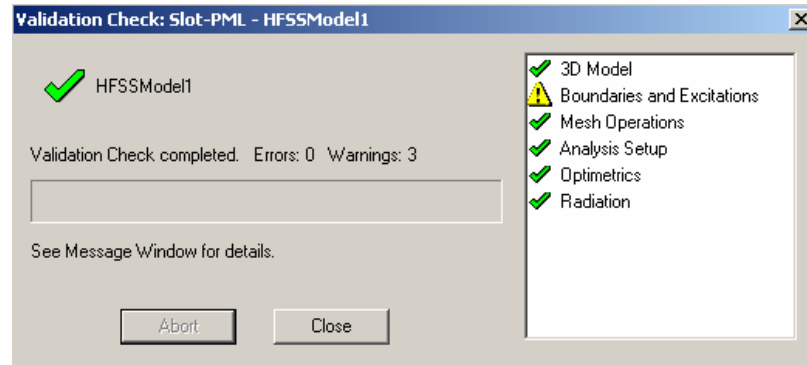 Validation Check: Slot-PML - HFSSModel1
HFSSModel1
Validation Check completed. Errors: 0 Warnings: 3
See Message Window for details.
Abort
Close
3D Model
Boundaries and Excitations
Mesh Operations
Analysis Setup
Optimetrics
Radiation